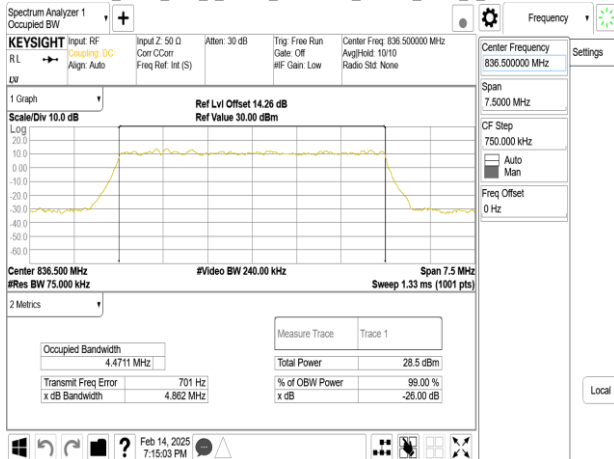 Spectrum Analyzer 1
Occupied BW
+
Frequency
KEYSIGHT
RL
LXI
Input: RF
Coupling: DC
Align: Auto
Input Z: 50 Ω
Corr CCorr
Freq Ref: Int (S)
Atten: 30 dB
Trig: Free Run
Gate: Off
#IF Gain: Low
Center Freq: 836.500000 MHz
Avg|Hold: 10/10
Radio Std: None
Center Frequency
836.500000 MHz
Settings
Span
7.5000 MHz
CF Step
750.000 kHz
Auto
Man
Freq Offset
0 Hz
Local
1 Graph
Scale/Div 10.0 dB
Ref Lvl Offset 14.26 dB
Ref Value 30.00 dBm
Log
20.0
10.0
0.00
-10.0
-20.0
-30.0
-40.0
-50.0
-60.0
Center 836.500 MHz
#Video BW 240.00 kHz
Span 7.5 MHz
#Res BW 75.000 kHz
Sweep 1.33 ms (1001 pts)
2 Metrics
Measure Trace
Trace 1
Occupied Bandwidth
4.4711 MHz
Total Power
28.5 dBm
Transmit Freq Error
701 Hz
% of OBW Power
99.00 %
x dB Bandwidth
4.862 MHz
x dB
-26.00 dB
?
Feb 14, 2025
7:15:03 PM